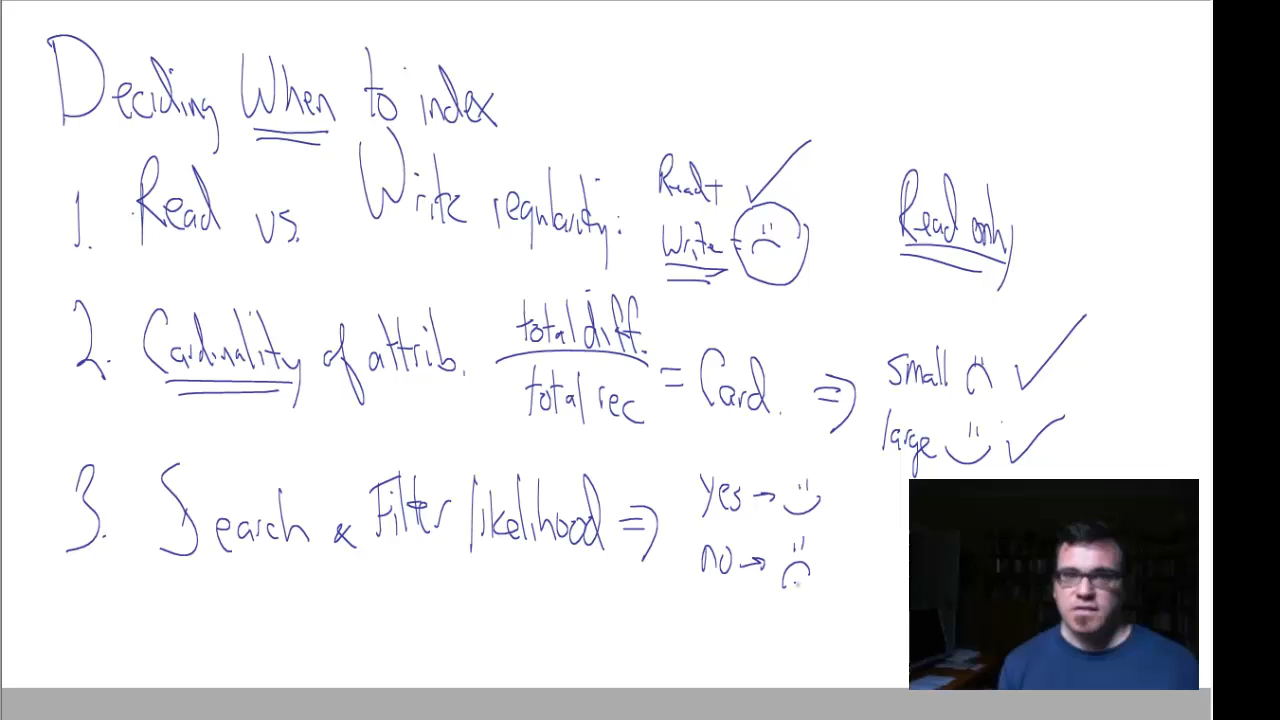 Deciding When to index
1. Read vs. Write regularity: Read + Write = Read only
2. Cardinality of attrib. total diff. / total rec = Card. ⇒ small
large
3. Search & Filter likelihood ⇒ yes →
no →